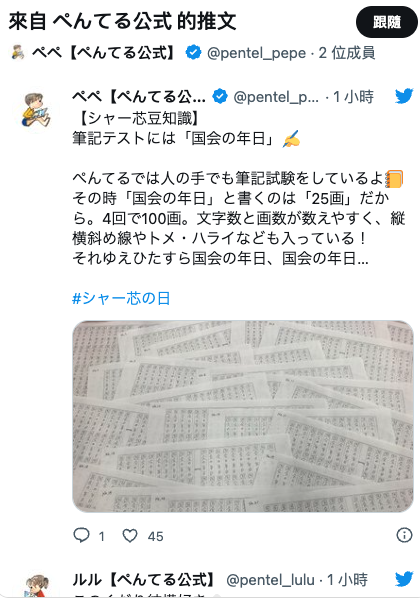 來自 ぺんてる公式 的推文
跟隨
ぺぺ【ぺんてる公式】 @pentel_pepe · 2 位成員
ぺぺ【ぺんてる公... @pentel_p... · 1 小時
【シャー芯豆知識】
筆記テストには「国会の年日」✍
ぺんてるでは人の手でも筆記試験をしているよ📔
その時「国会の年日」と書くのは「25画」だか
ら。4回で100画。文字数と画数が数えやすく、縦
横斜め線やトメ・ハライなども入っている！
それゆえひたすら国会の年日、国会の年日...
#シャー芯の日
1 45
ルル【ぺんてる公式】 @pentel_lulu · 1 小時